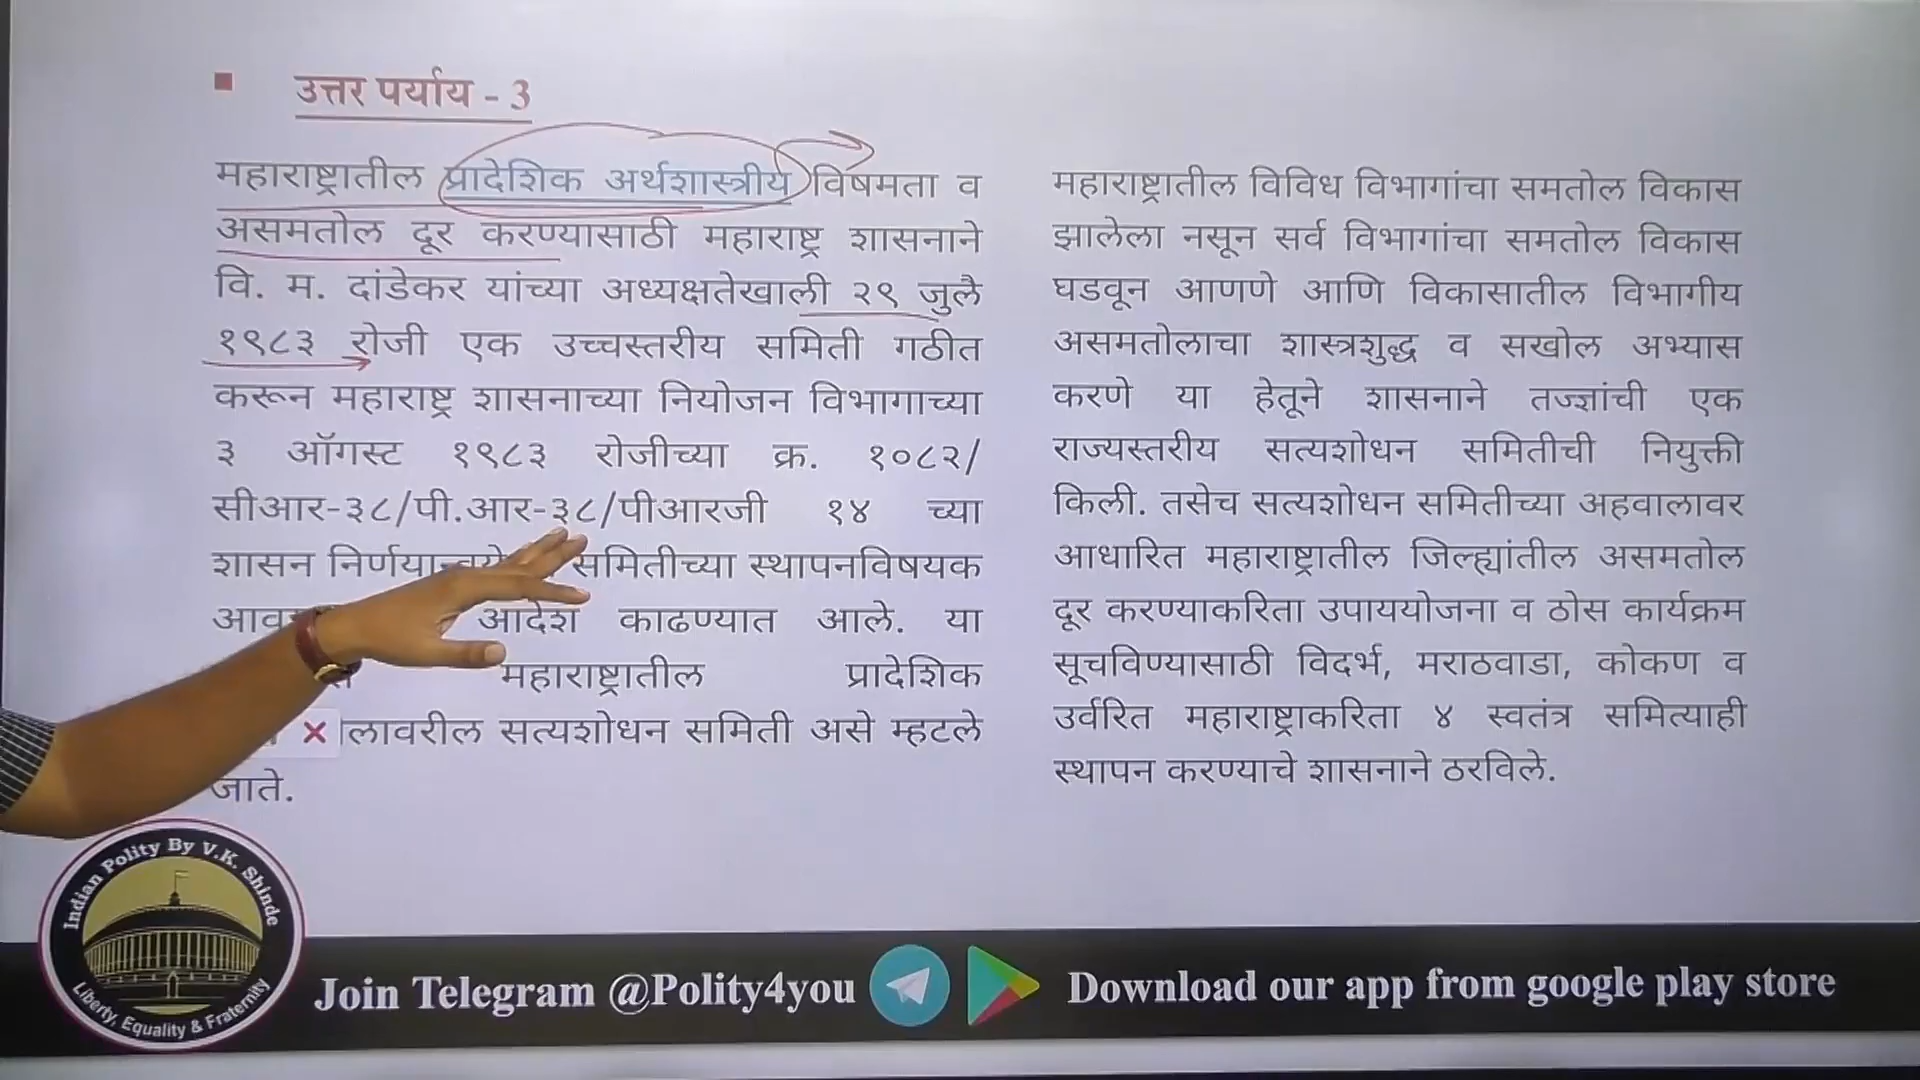 उत्तर पर्याय - 3
महाराष्ट्रातील प्रादेशिक अर्थशास्त्रीय विषमता व
असमतोल दूर करण्यासाठी महाराष्ट्र शासनाने
वि. म. दांडेकर यांच्या अध्यक्षतेखाली २९ जुलै
१९८३ रोजी एक उच्चस्तरीय समिती गठीत
करून महाराष्ट्र शासनाच्या नियोजन विभागाच्या
३ ऑगस्ट १९८३ रोजीच्या क्र. १०८२/
सीआर-३८/पी.आर-३८/पीआरजी १४ च्या
शासन समितीच्या स्थापनविषयक
आदेश काढण्यात आले. या
महाराष्ट्रातील प्रादेशिक
लावरील सत्यशोधन समिती असे म्हटले
जाते.
महाराष्ट्रातील विविध विभागांचा समतोल विकास
झालेला नसून सर्व विभागांचा समतोल विकास
घडवून आणणे आणि विकासातील विभागीय
असमतोलाचा शास्त्रशुद्ध व सखोल अभ्यास
करणे या हेतूने शासनाने तज्ज्ञांची एक
राज्यस्तरीय सत्यशोधन समितीची नियुक्ती
किली. तसेच सत्यशोधन समितीच्या अहवालावर
आधारित महाराष्ट्रातील जिल्ह्यांतील असमतोल
दूर करण्याकरिता उपाययोजना व ठोस कार्यक्रम
सूचविण्यासाठी विदर्भ, मराठवाडा, कोकण व
उर्वरित महाराष्ट्राकरिता ४ स्वतंत्र समित्याही
स्थापन करण्याचे शासनाने ठरविले.
Indian Polity By V.K. Shinde
Liberty, Equality & Fraternity
Join Telegram @Polity4you
Download our app from google play store